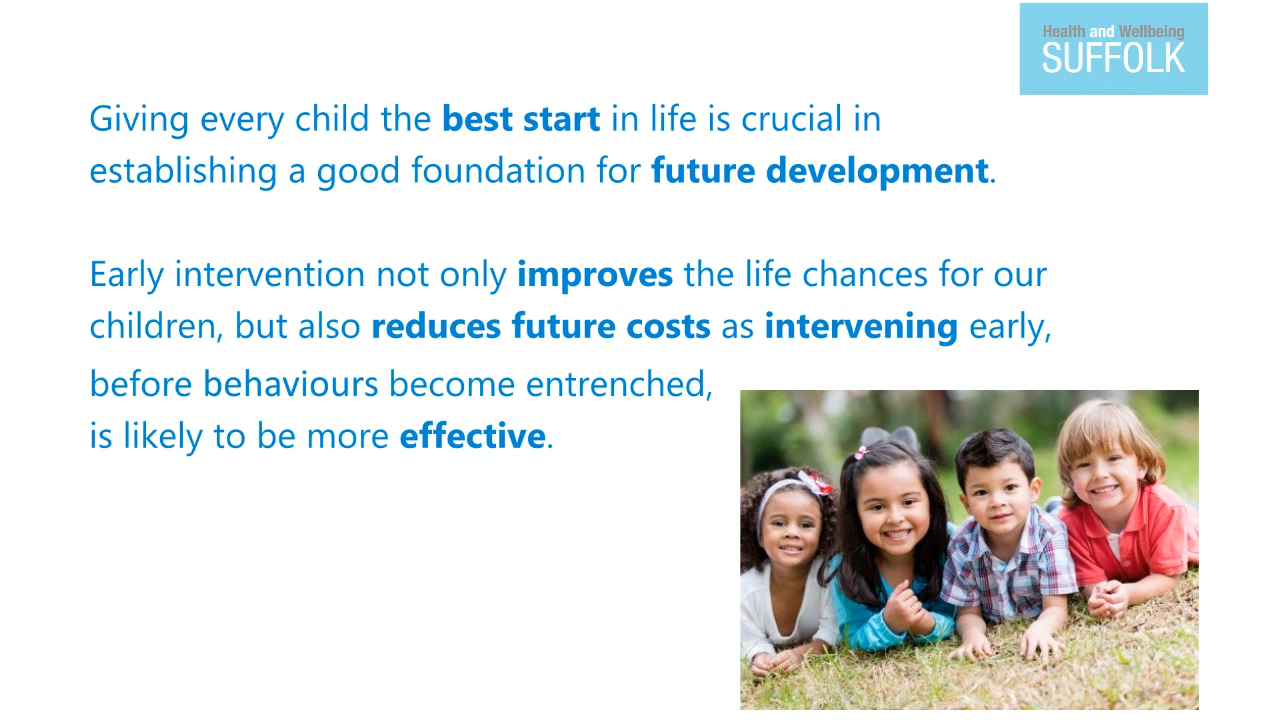 Health and Wellbeing
SUFFOLK
Giving every child the best start in life is crucial in
establishing a good foundation for future development.
Early intervention not only improves the life chances for our
children, but also reduces future costs as intervening early,
before behaviours become entrenched,
is likely to be more effective.